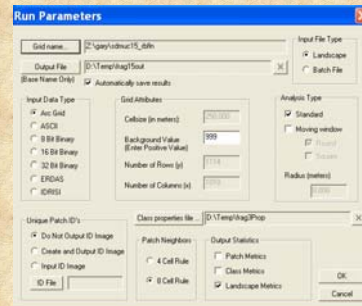 Run Parameters
Grid name...
Z:\gary\sdmuc15_rbfin
Input File Type
Landscape
Batch File
Output File
D:\Temp\frag15out
X
(Base Name Only)
Automatically save results
Input Data Type
Arc Grid
ASCII
8 Bit Binary
16 Bit Binary
32 Bit Binary
ERDAS
IDRISI
Grid Attributes
Cellsize (in meters)
250.000
Background Value
(Enter Positive Value)
999
Number of Rows (y)
Number of Columns (x)
Analysis Type
Standard
Moving window
Round
Square
Radius (meters)
Unique Patch ID's
Do Not Output ID Image
Create and Output ID Image
Input ID Image
ID File
Class properties file...
D:\Temp\frag3Prop
X
Patch Neighbors
4 Cell Rule
8 Cell Rule
Output Statistics
Patch Metrics
Class Metrics
Landscape Metrics
OK
Cancel